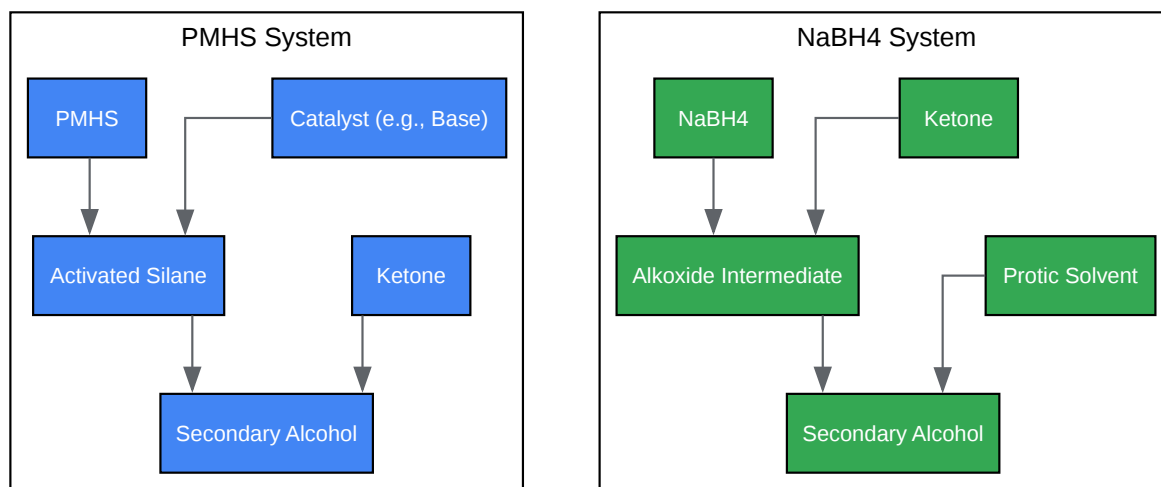 PMHS System
PMHS
Catalyst (e.g., Base)
Activated Silane
Ketone
Secondary Alcohol
NaBH4 System
NaBH4
Ketone
Alkoxide Intermediate
Protic Solvent
Secondary Alcohol